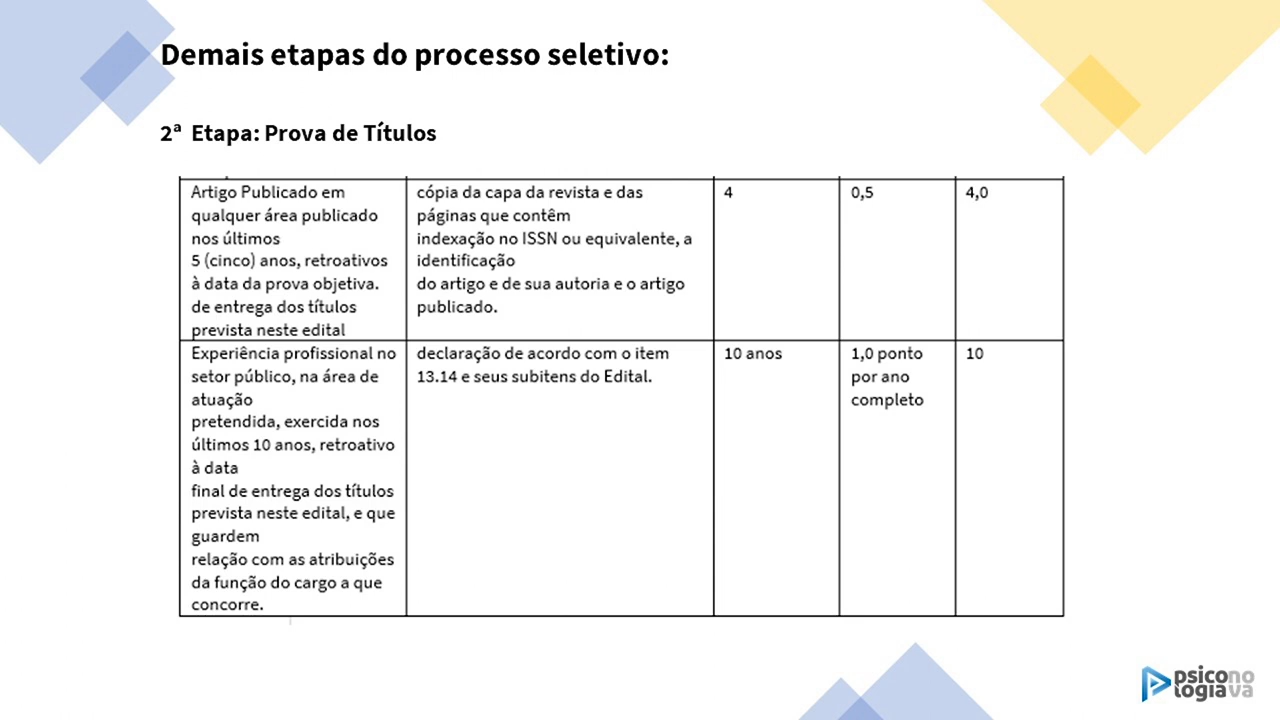 Demais etapas do processo seletivo:
2ª Etapa: Prova de Títulos
Artigo Publicado em
qualquer área publicado
nos últimos
5 (cinco) anos, retroativos
à data da prova objetiva.
de entrega dos títulos
prevista neste edital
cópia da capa da revista e das
páginas que contêm
indexação no ISSN ou equivalente, a
identificação
do artigo e de sua autoria e o artigo
publicado.
4
0,5
4,0
Experiência profissional no
setor público, na área de
atuação
pretendida, exercida nos
últimos 10 anos, retroativo
à data
final de entrega dos títulos
prevista neste edital, e que
guardem
relação com as atribuições
da função do cargo a que
concorre.
declaração de acordo com o item
13.14 e seus subitens do Edital.
10 anos
1,0 ponto
por ano
completo
10
psicono
logiava